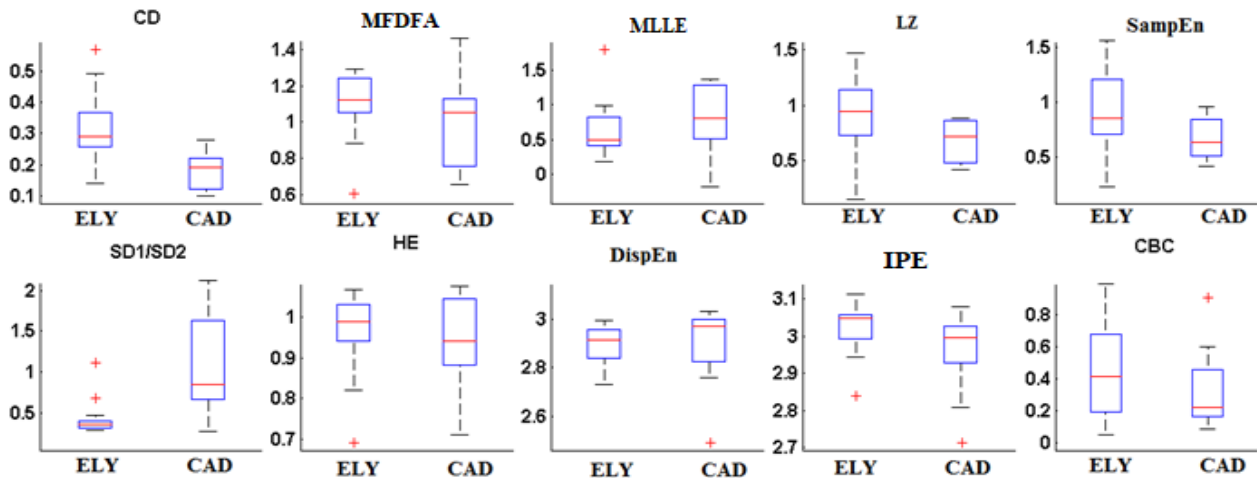 CD
MFDFA
MLLE
LZ
SampEn
0.5
0.4
0.3
0.2
0.1
ELY CAD
1.4
1.2
1
0.8
0.6
ELY CAD
1.5
1
0.5
0
ELY CAD
1.5
1
0.5
ELY CAD
1.5
1
0.5
ELY CAD
SD1/SD2
HE
DispEn
IPE
CBC
2
1.5
1
0.5
ELY CAD
1
0.9
0.8
0.7
ELY CAD
3
2.8
2.6
ELY CAD
3.1
3.0
2.9
2.8
2.7
ELY CAD
0.8
0.6
0.4
0.2
0
ELY CAD